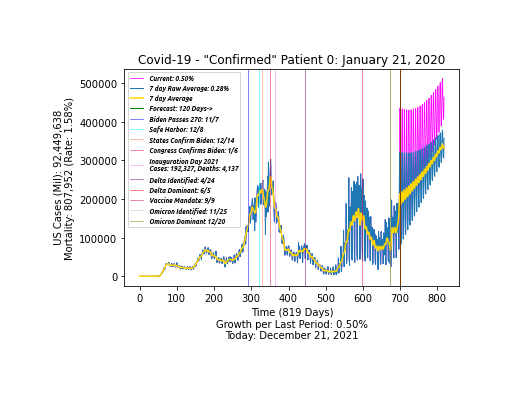 Covid-19 - "Confirmed" Patient 0: January 21, 2020
US Cases (Mil): 92,449,638
Mortality: 807,952 (Rate: 1.58%)
500000
400000
300000
200000
100000
0
Current: 0.50%
7 day Raw Average: 0.28%
7 day Average
Forecast: 120 Days->
Biden Passes 270: 11/7
Safe Harbor: 12/8
States Confirm Biden: 12/14
Congress Confirms Biden: 1/6
Inauguration Day 2021
Cases: 192,327, Deaths: 4,137
Delta Identified: 4/24
Delta Dominant: 6/5
Vaccine Mandate: 9/9
Omicron Identified: 11/25
Omicron Dominant 12/20
0 100 200 300 400 500 600 700 800
Time (819 Days)
Growth per Last Period: 0.50%
Today: December 21, 2021